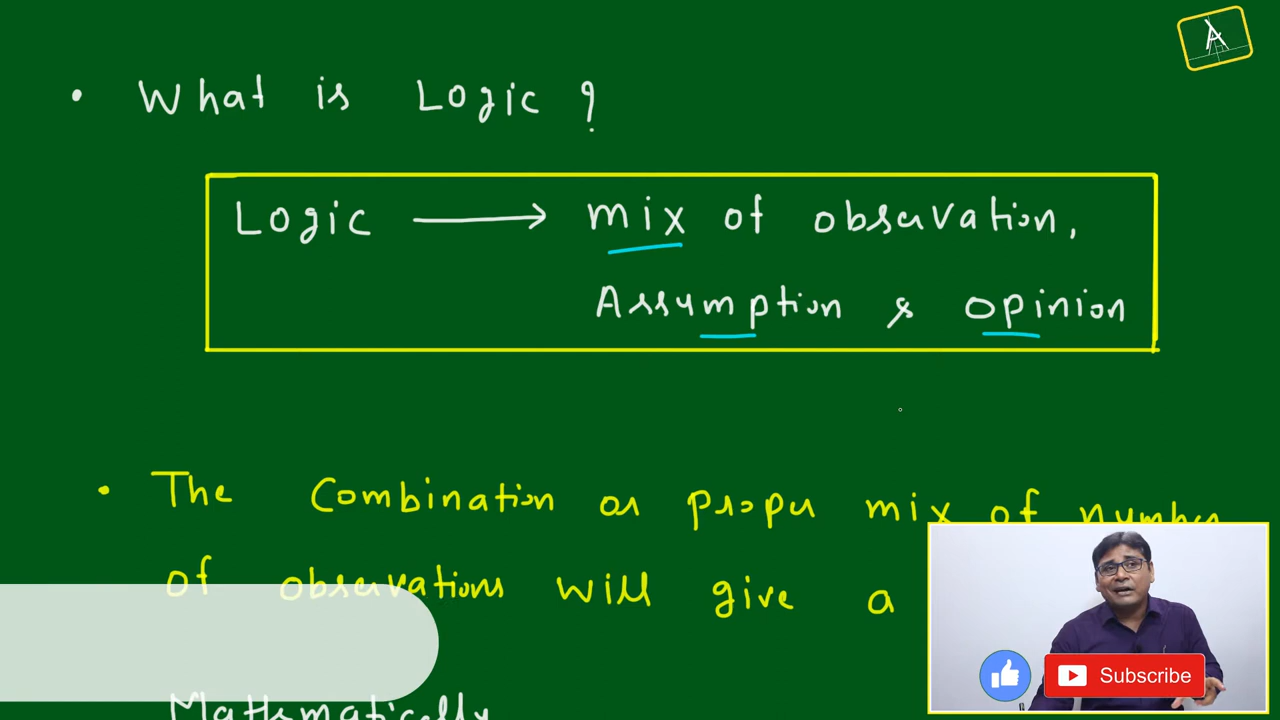 • What is Logic ?
Logic → mix of observation,
Assumption & opinion
• The Combination or proper mix of number
of observations will give a
Mathematically
Subscribe
A